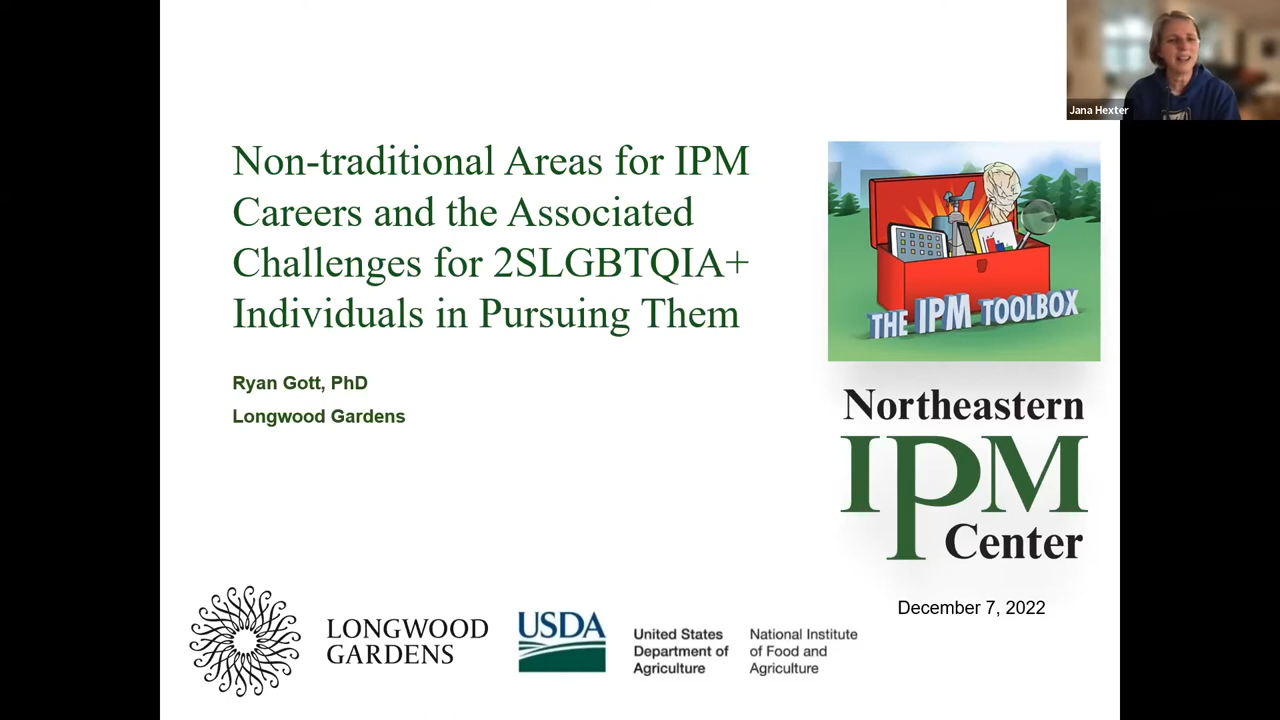 Jana Hexter
Non-traditional Areas for IPM
Careers and the Associated
Challenges for 2SLGBTQIA+
Individuals in Pursuing Them
Ryan Gott, PhD
Longwood Gardens
THE IPM TOOLBOX
Northeastern
IPM
Center
December 7, 2022
LONGWOOD
GARDENS
USDA
United States
Department of
Agriculture
National Institute
of Food and
Agriculture